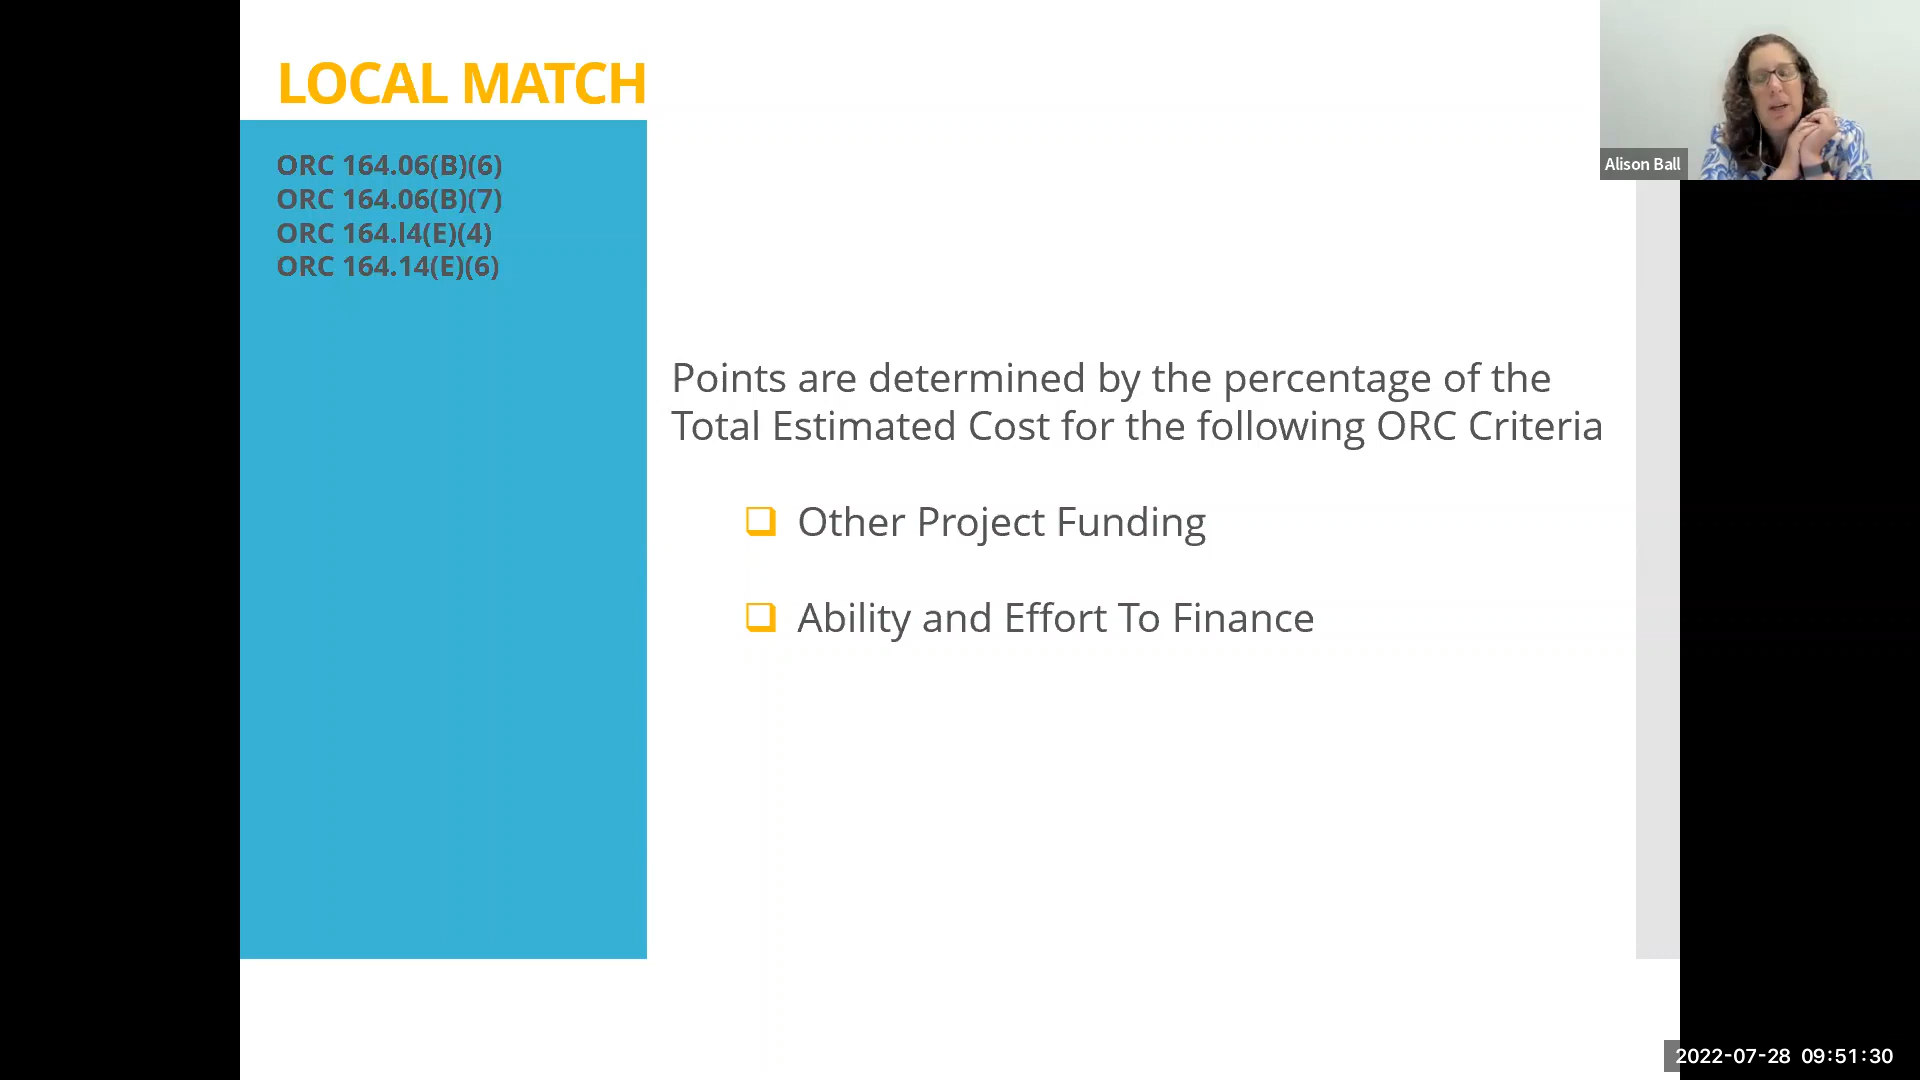 LOCAL MATCH
ORC 164.06(B)(6)
ORC 164.06(B)(7)
ORC 164.l4(E)(4)
ORC 164.14(E)(6)
Points are determined by the percentage of the
Total Estimated Cost for the following ORC Criteria
Other Project Funding
Ability and Effort To Finance
Alison Ball
2022-07-28 09:51:30